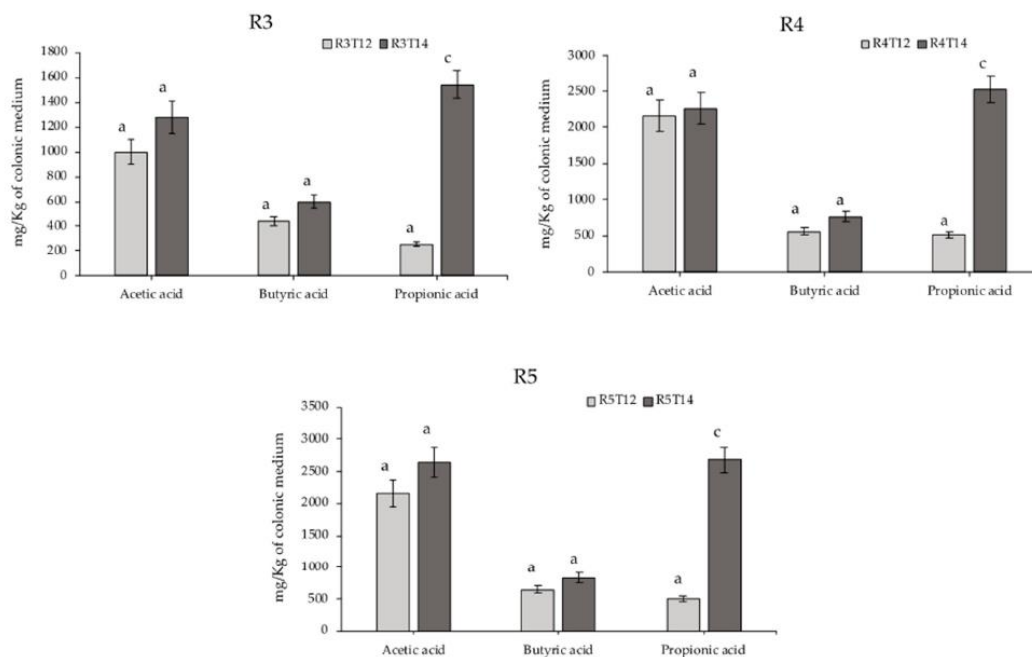 R3
R3T12 R3T14
mg/Kg of colonic medium
1800
1600
1400
1200
1000
800
600
400
200
0
a
a
a
a
a
c
Acetic acid Butyric acid Propionic acid
R4
R4T12 R4T14
mg/Kg of colonic medium
3000
2500
2000
1500
1000
500
0
a
a
a
a
a
c
Acetic acid Butyric acid Propionic acid
R5
R5T12 R5T14
mg/Kg of colonic medium
3500
3000
2500
2000
1500
1000
500
0
a
a
a
a
a
c
Acetic acid Butyric acid Propionic acid